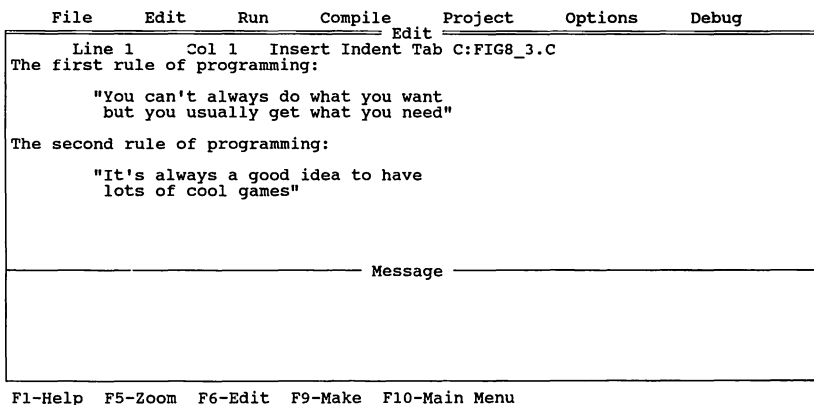 File Edit Run Compile Project Options Debug
Edit
Line 1 Col 1 Insert Indent Tab C:FIG8_3.C
The first rule of programming:
"You can't always do what you want
but you usually get what you need"
The second rule of programming:
"It's always a good idea to have
lots of cool games"
Message
F1-Help F5-Zoom F6-Edit F9-Make F10-Main Menu